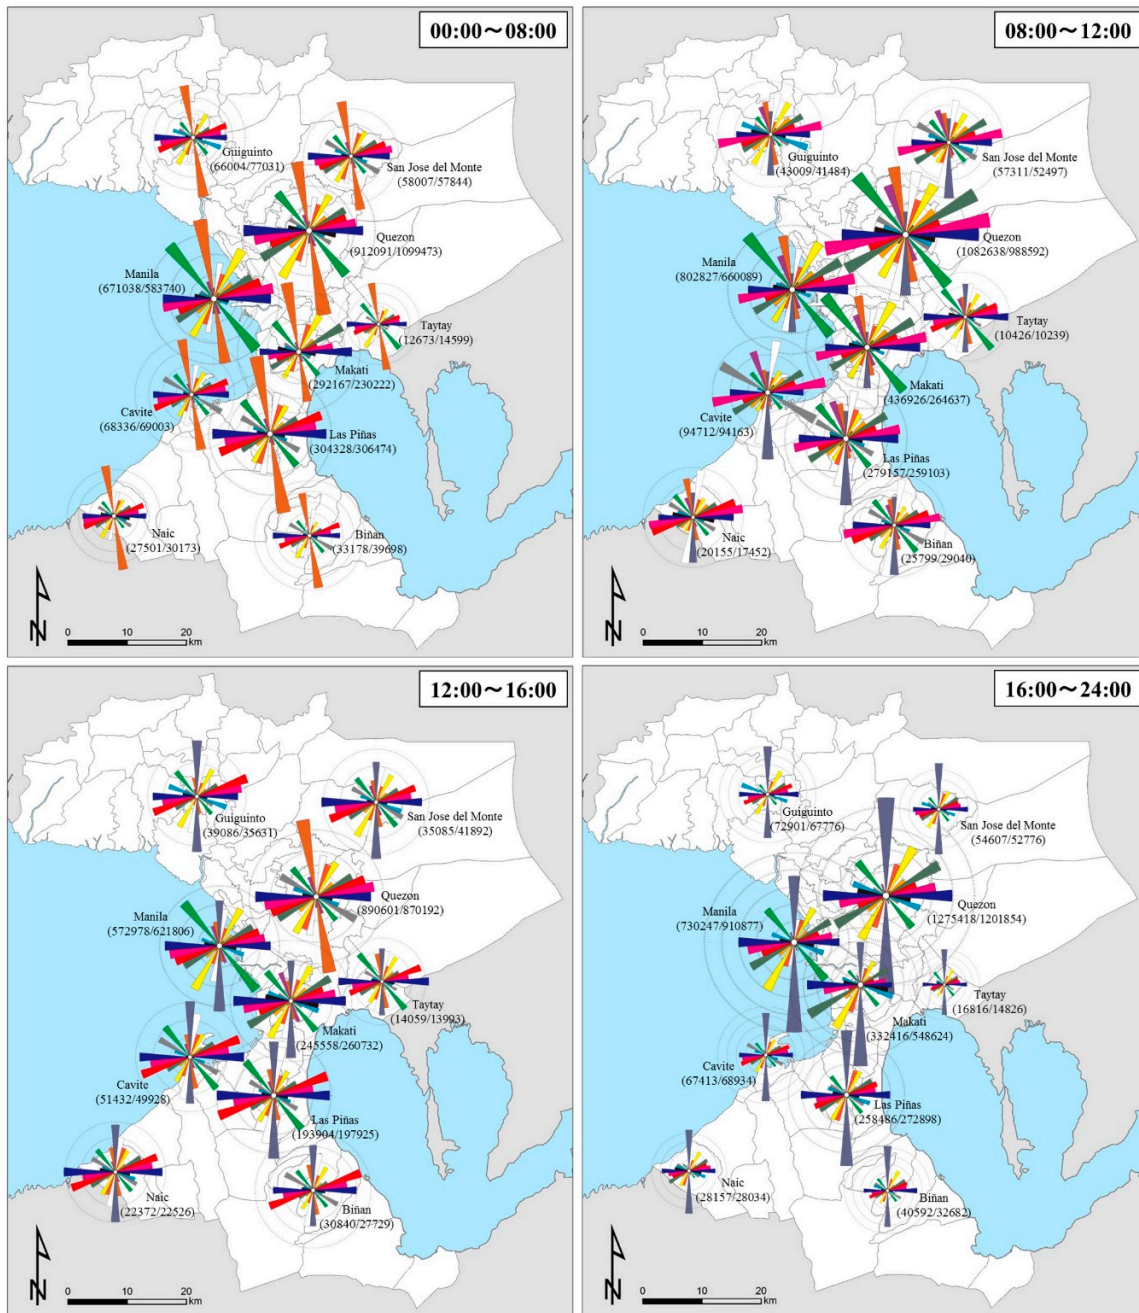 00:00～08:00
Guiguinto
(66004/77031)
San Jose del Monte
(58007/57844)
Quezon
(912091/1099473)
Manila
(671038/583740)
Taytay
(12673/14599)
Makati
(292167/230222)
Cavite
(68336/69003)
Las Piñas
(304328/306474)
Naic
(27501/30173)
Biñan
(33178/39698)
N
0 10 20
km
08:00～12:00
Guiguinto
(43009/41484)
San Jose del Monte
(57311/52497)
Quezon
(1082638/988592)
Manila
(802827/660089)
Taytay
(10426/10239)
Makati
(436926/264637)
Cavite
(94712/94163)
Las Piñas
(279157/259103)
Naic
(20155/17452)
Biñan
(25799/29040)
N
0 10 20
km
12:00～16:00
Guiguinto
(39086/35631)
San Jose del Monte
(35085/41892)
Quezon
(890601/870192)
Manila
(572978/621806)
Taytay
(14059/13993)
Makati
(245558/260732)
Cavite
(51432/49928)
Las Piñas
(193904/197925)
Naic
(22372/22526)
Biñan
(30840/27729)
N
0 10 20
km
16:00～24:00
Guiguinto
(72901/67776)
San Jose del Monte
(54607/52776)
Quezon
(1275418/1201854)
Manila
(730247/910877)
Taytay
(16816/14826)
Makati
(332416/548624)
Cavite
(67413/68934)
Las Piñas
(258486/272898)
Naic
(28157/28034)
Biñan
(40592/32682)
N
0 10 20
km